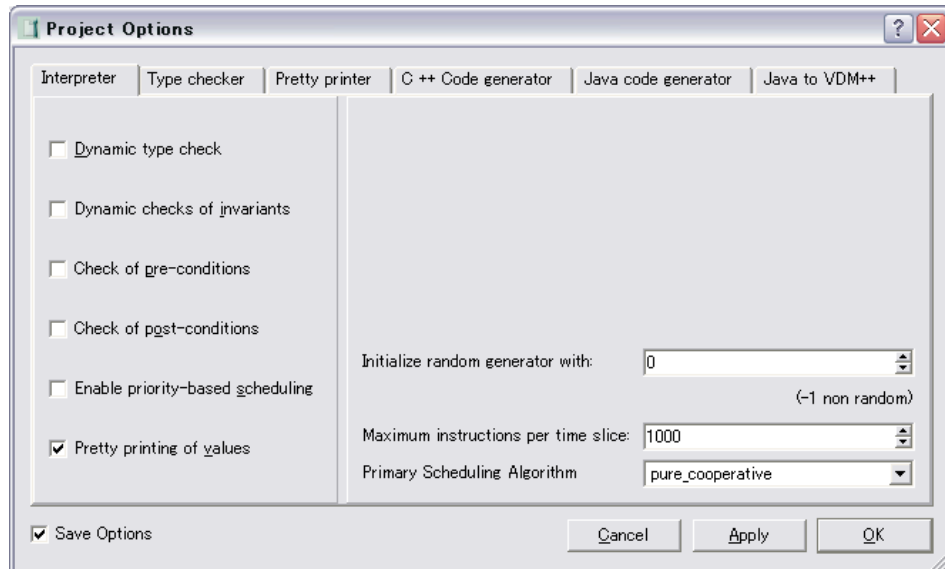 Project Options
Interpreter Type checker Pretty printer C ++ Code generator Java code generator Java to VDM++
Dynamic type check
Dynamic checks of invariants
Check of pre-conditions
Check of post-conditions
Enable priority-based scheduling
Pretty printing of values
Initialize random generator with: 0
(-1 non random)
Maximum instructions per time slice: 1000
Primary Scheduling Algorithm pure_cooperative
Save Options
Cancel Apply OK